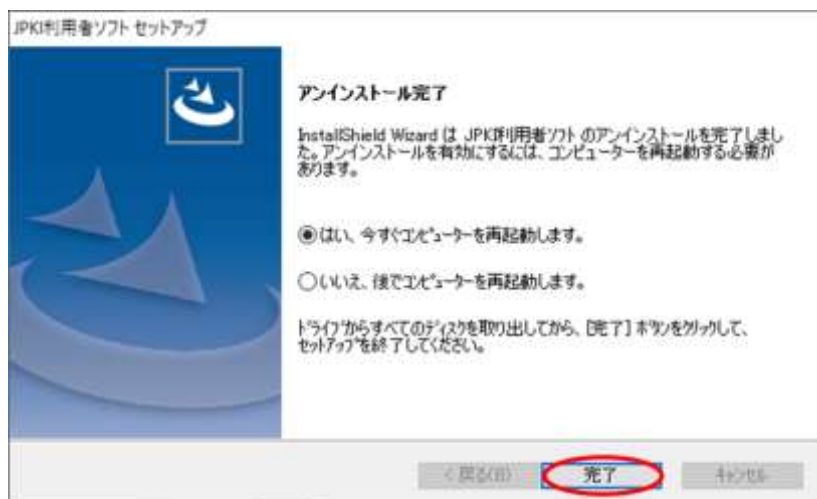 JPKI利用者ソフト セットアップ
アンインストール完了
InstallShield Wizard は JPKI利用者ソフト のアンインストールを完了しまし
た。アンインストールを有効にするには、コンピューターを再起動する必要が
あります。
はい、今すぐコンピューターを再起動します。
いいえ、後でコンピューターを再起動します。
ドライブからすべてのディスクを取り出してから、[完了] ボタンをクリックして、
セットアップを終了してください。
< 戻る(B) 完了 キャンセル